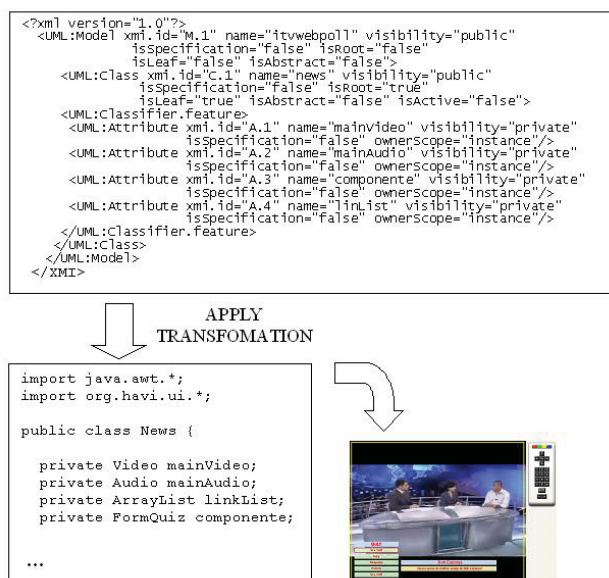 <?xml version="1.0"?>
<UML:Model xmi.id="M.1" name="itvwebpoll" visibility="public"
isSpecification="false" isRoot="false"
isLeaf="false" isAbstract="false">
<UML:Class xmi.id="C.1" name="news" visibility="public"
isSpecification="false" isRoot="true"
isLeaf="true" isAbstract="false" isActive="false">
<UML:Classifier.feature>
<UML:Attribute xmi.id="A.1" name="mainVideo" visibility="private"
isSpecification="false" ownerScope="instance"/>
<UML:Attribute xmi.id="A.2" name="mainAudio" visibility="private"
isSpecification="false" ownerScope="instance"/>
<UML:Attribute xmi.id="A.3" name="componente" visibility="private"
isSpecification="false" ownerScope="instance"/>
<UML:Attribute xmi.id="A.4" name="linList" visibility="private"
isSpecification="false" ownerScope="instance"/>
</UML:Classifier.feature>
</UML:Class>
</UML:Model>
</XMI>
APPLY
TRANSFOMATION
import java.awt.*;
import org.havi.ui.*;
public class News {
private Video mainVideo;
private Audio mainAudio;
private ArrayList linkList;
private FormQuiz componente;
...